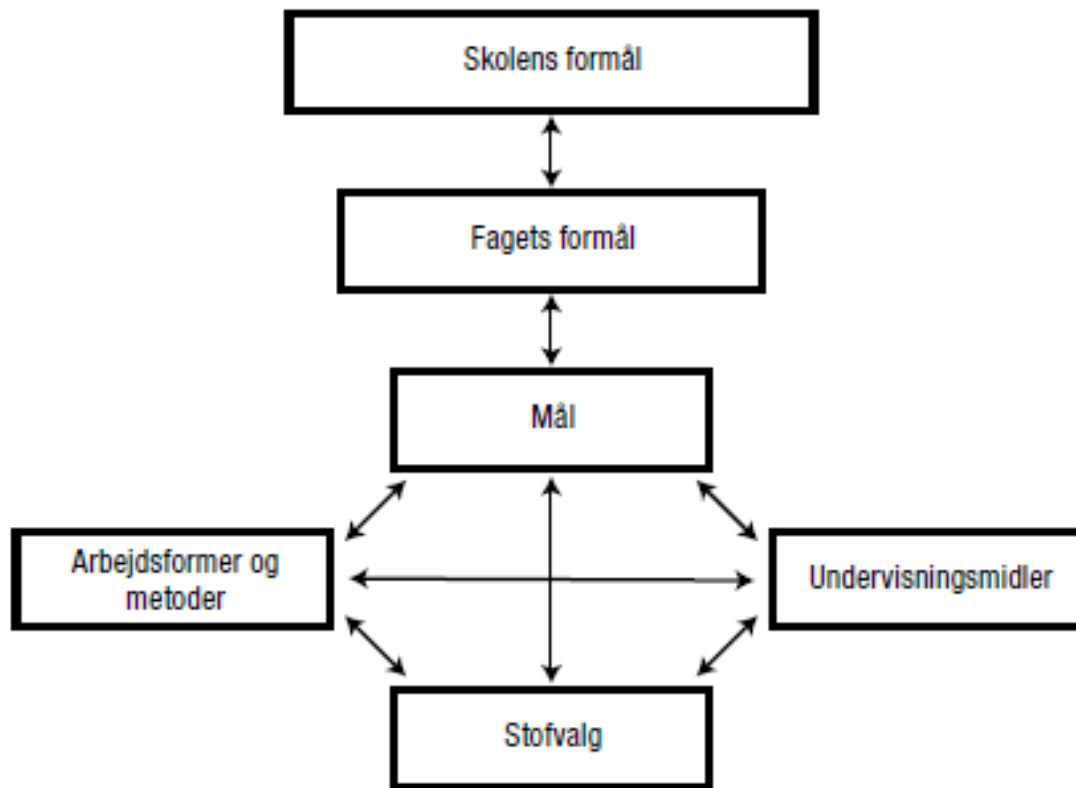 Skolens formål
Fagets formål
Mål
Arbejdsformer og
metoder
Undervisningsmidler
Stofvalg